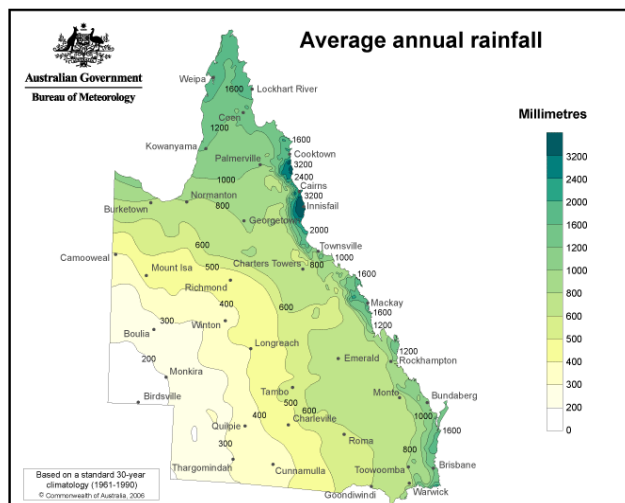 Average annual rainfall
Australian Government
Bureau of Meteorology
Weipa
1600
Lockhart River
Millimetres
Coen
1200
1600
Kowanyama
Cooktown
Palmerville
3200
2400
1000
Cairns
3200
Normanton
Innisfail
800
Burketown
Georgetown
2000
600
Townsville
Camooweal
1000
500
Charters Towers
800
Mount Isa
1600
Richmond
400
600
Mackay
300
Winton
1600
Boulia
1200
Longreach
1200
200
Emerald
Rockhampton
Monkira
Tambo
Monto
Bundaberg
Birdsville
500
1000
600
400
Charleville
Quilpie
1600
Roma
300
800
Thargomindah
Toowoomba
Brisbane
Cunnamulla
Goondiwindi
Warwick
3200
2400
2000
1600
1200
1000
800
600
500
400
300
200
0
Based on a standard 30-year
climatology (1961-1990)
© Commonwealth of Australia, 2006